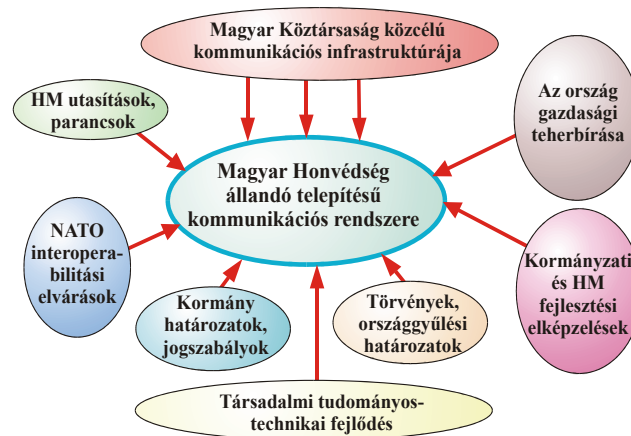 Magyar Köztársaság közcélú
kommunikációs infrastruktúrája
HM utasítások,
parancsok
Az ország
gazdasági
teherbírása
Magyar Honvédség
állandó telepítésű
kommunikációs rendszere
NATO
interopera-
bilitási
elvárások
Kormányzati
és HM
fejlesztési
elképzelések
Kormány
határozatok,
jogszabályok
Törvények,
országgyűlési
határozatok
Társadalmi tudományos-
technikai fejlődés